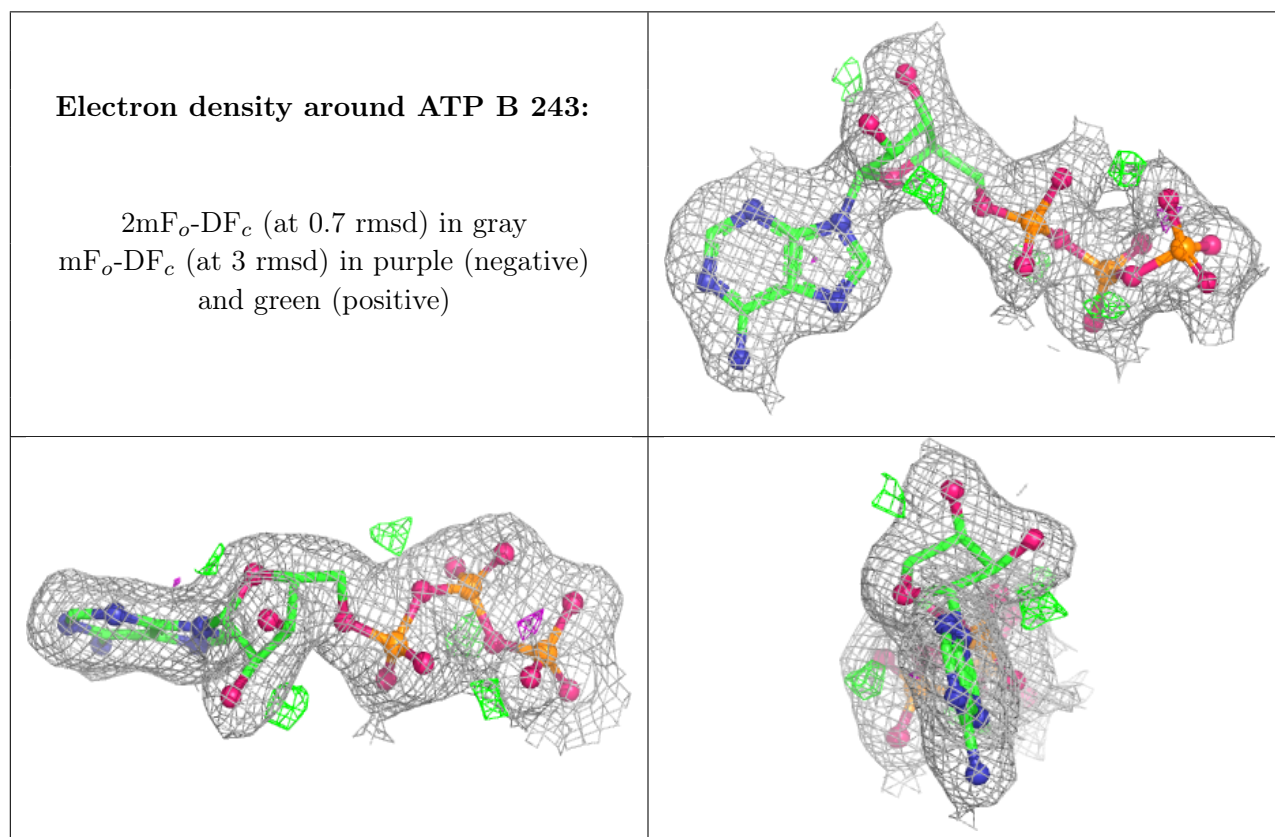 Electron density around ATP B 243:
2mFₒ-DF𝒸 (at 0.7 rmsd) in gray
mFₒ-DF𝒸 (at 3 rmsd) in purple (negative)
and green (positive)